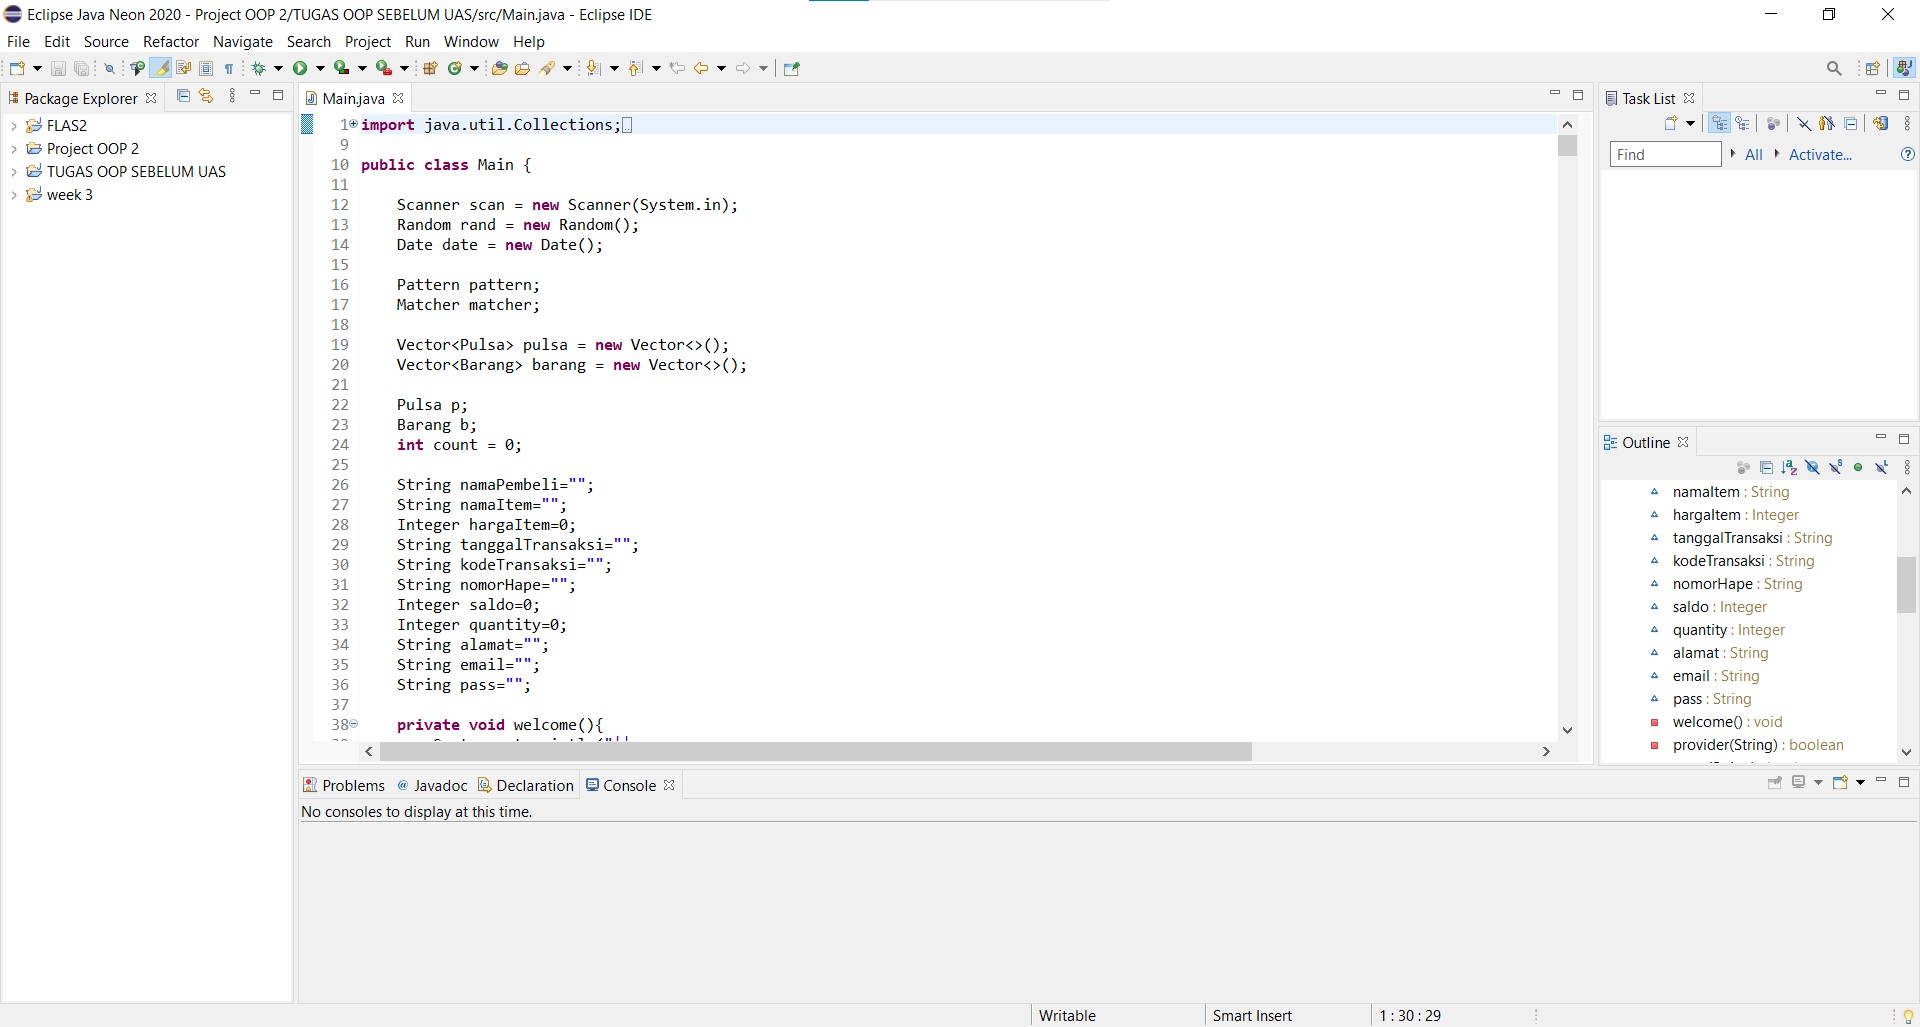 Eclipse Java Neon 2020 - Project OOP 2/TUGAS OOP SEBELUM UAS/src/Main.java - Eclipse IDE
File Edit Source Refactor Navigate Search Project Run Window Help
Package Explorer
FLAS2
Project OOP 2
TUGAS OOP SEBELUM UAS
week 3
Main.java
1 import java.util.Collections;
9
10 public class Main {
11
12 Scanner scan = new Scanner(System.in);
13 Random rand = new Random();
14 Date date = new Date();
15
16 Pattern pattern;
17 Matcher matcher;
18
19 Vector<Pulsa> pulsa = new Vector<>();
20 Vector<Barang> barang = new Vector<>();
21
22 Pulsa p;
23 Barang b;
24 int count = 0;
25
26 String namaPembeli="";
27 String namaItem="";
28 Integer hargaItem=0;
29 String tanggalTransaksi="";
30 String kodeTransaksi="";
31 String nomorHape="";
32 Integer saldo=0;
33 Integer quantity=0;
34 String alamat="";
35 String email="";
36 String pass="";
37
38 private void welcome(){
Task List
Find All Activate...
Outline
namaItem : String
hargaItem : Integer
tanggalTransaksi : String
kodeTransaksi : String
nomorHape : String
saldo : Integer
quantity : Integer
alamat : String
email : String
pass : String
welcome() : void
provider(String) : boolean
Problems @ Javadoc Declaration Console
No consoles to display at this time.
Writable Smart Insert 1 : 30 : 29